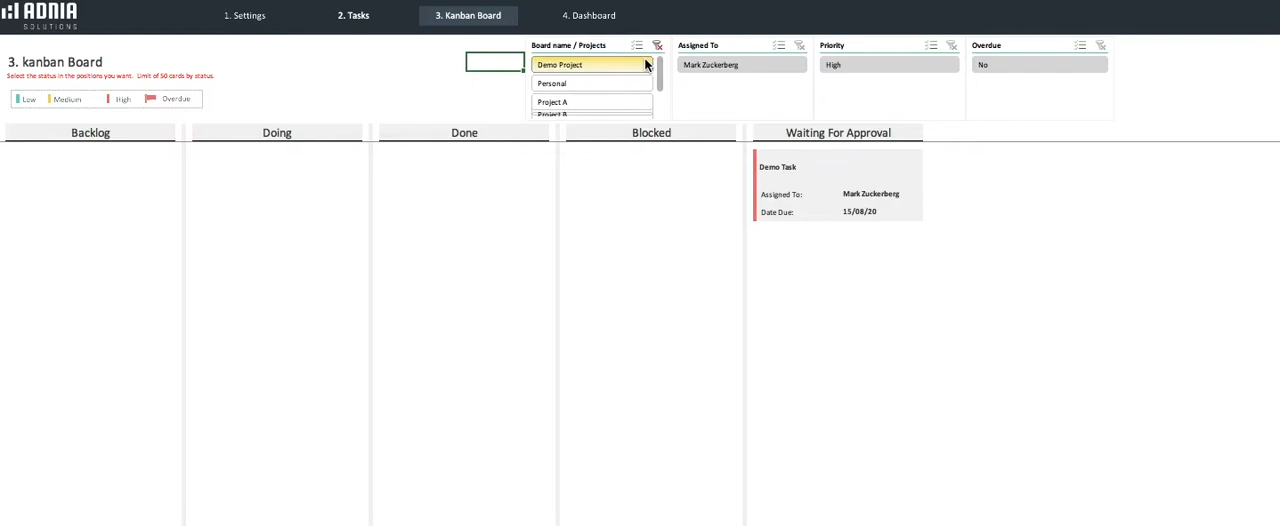 ADNIA
SOLUTIONS
1. Settings
2. Tasks
3. Kanban Board
4. Dashboard
3. kanban Board
Select the status in the positions you want. Limit of 50 cards by status.
Low
Medium
High
Overdue
Board name / Projects
Demo Project
Personal
Project A
Project B
Assigned To
Mark Zuckerberg
Priority
High
Overdue
No
Backlog
Doing
Done
Blocked
Waiting For Approval
Demo Task
Assigned To: Mark Zuckerberg
Date Due: 15/08/20